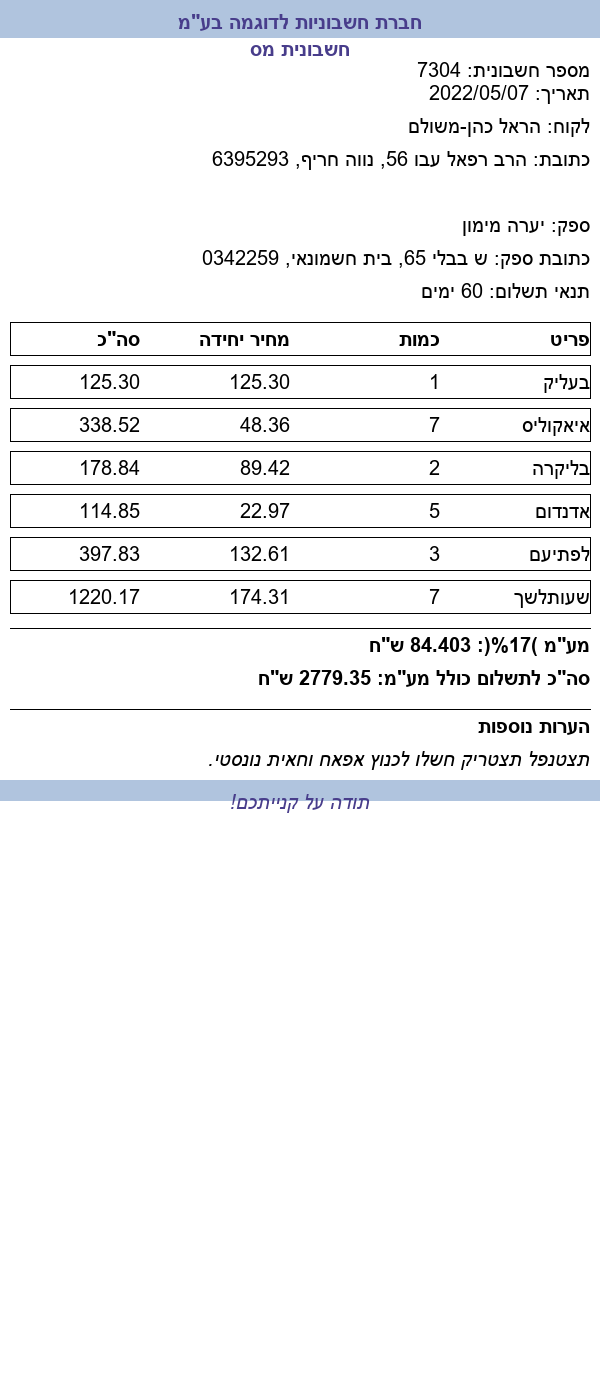 חברת חשבוניות לדוגמה בע"מ
חשבונית מס
מספר חשבונית: 7304
תאריך: 2022/05/07
לקוח: הראל כהן-משולם
כתובת: הרב רפאל עבו 56, נווה חריף, 6395293
ספק: יערה מימון
כתובת ספק: ש בבלי 65, בית חשמונאי, 0342259
תנאי תשלום: 60 ימים
פריט כמות מחיר יחידה סה"כ
בעליק 1 125.30 125.30
איאקוליס 7 48.36 338.52
בליקרה 2 89.42 178.84
אדנדום 5 22.97 114.85
לפתיעם 3 132.61 397.83
שעותלשך 7 174.31 1220.17
מע"מ )17%(: 84.403 ש"ח
סה"כ לתשלום כולל מע"מ: 2779.35 ש"ח
הערות נוספות
תצטנפל תצטריק חשלו לכנוץ אפאח וחאית נונסטי.
תודה על קנייתכם!